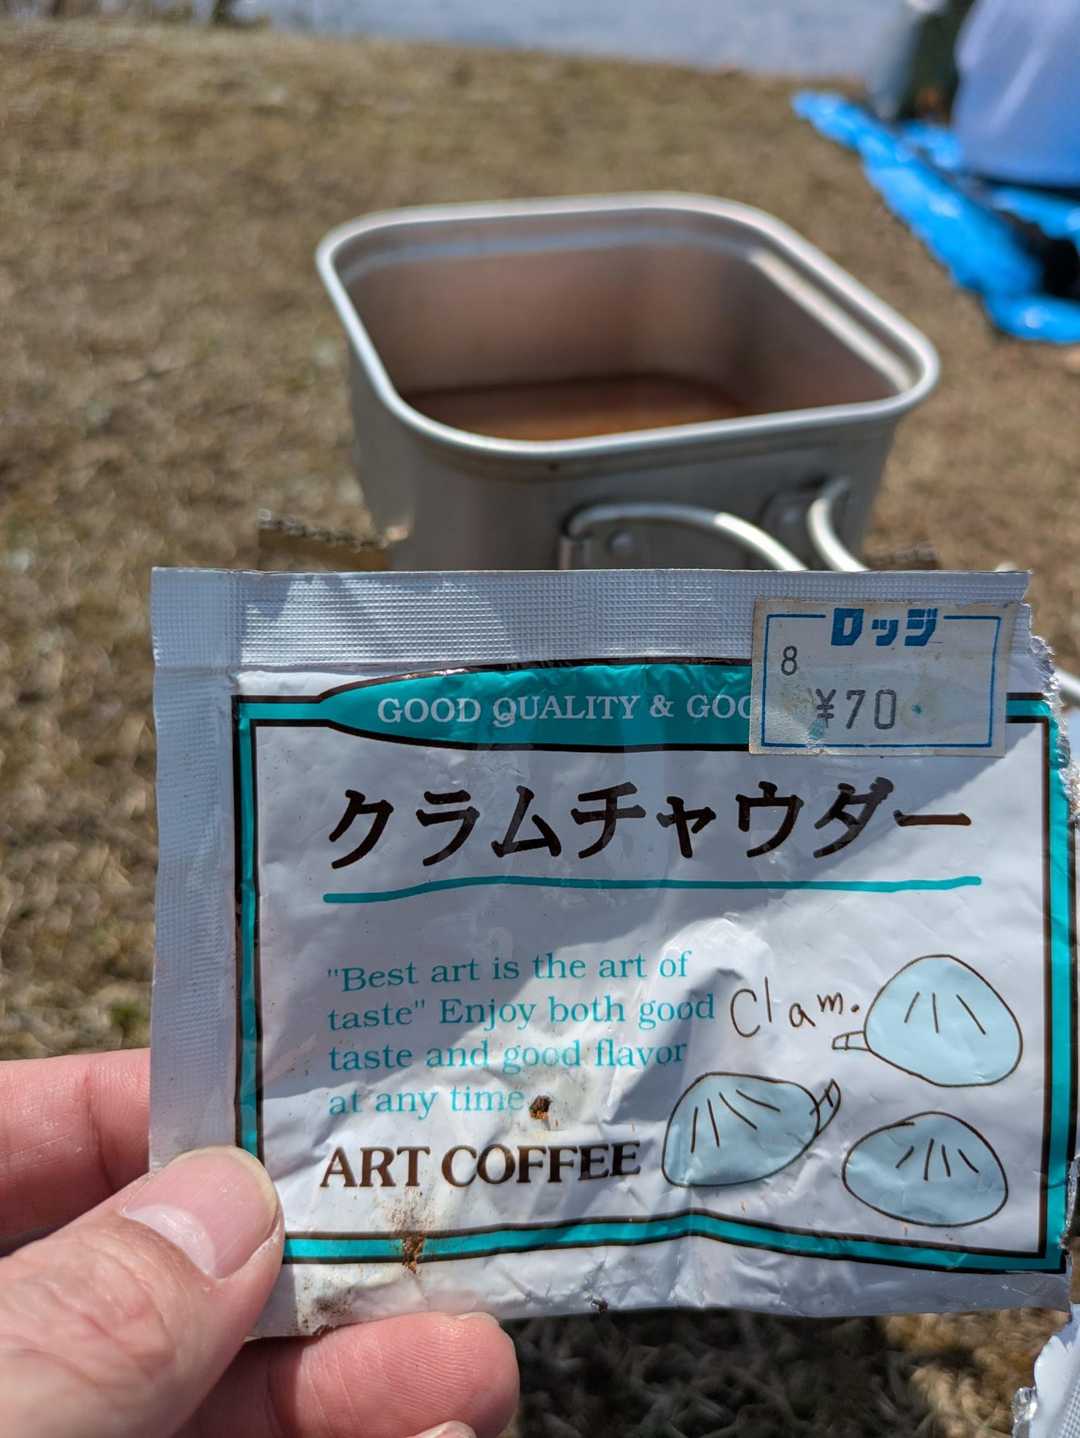 ロッジ
8
¥70
GOOD QUALITY &
クラムチャウダー
"Best art is the art of
taste" Enjoy both good
taste and good flavor
at any time
Clam.
ART COFFEE